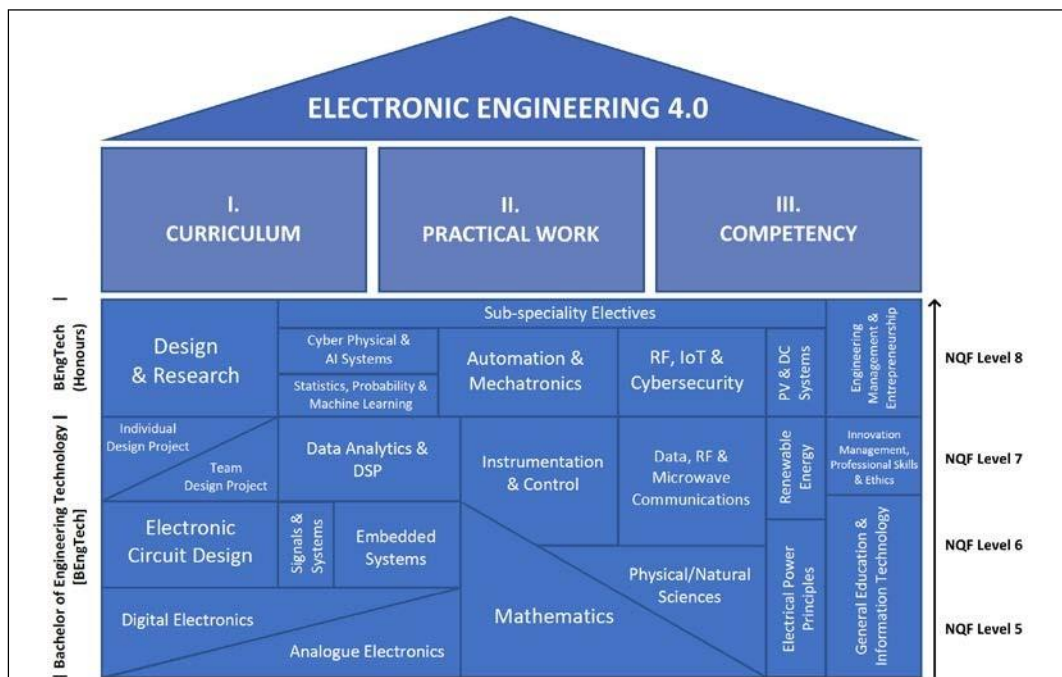 ELECTRONIC ENGINEERING 4.0
I.
CURRICULUM
II.
PRACTICAL WORK
III.
COMPETENCY
| BEngTech
(Honours) |
Design
& Research
Sub-speciality Electives
Cyber Physical &
AI Systems
Statistics, Probability &
Machine Learning
Automation &
Mechatronics
RF, IoT &
Cybersecurity
PV & DC
Systems
Engineering
Management &
Entrepreneurship
NQF Level 8
| Bachelor of Engineering Technology |
[BEngTech]
Individual
Design Project
Team
Design Project
Data Analytics &
DSP
Instrumentation
& Control
Data, RF &
Microwave
Communications
Renewable
Energy
Innovation
Management,
Professional Skills
& Ethics
NQF Level 7
Electronic
Circuit Design
Signals &
Systems
Embedded
Systems
Physical/Natural
Sciences
Electrical Power
Principles
General Education &
Information Technology
NQF Level 6
Digital Electronics
Analogue Electronics
Mathematics
NQF Level 5